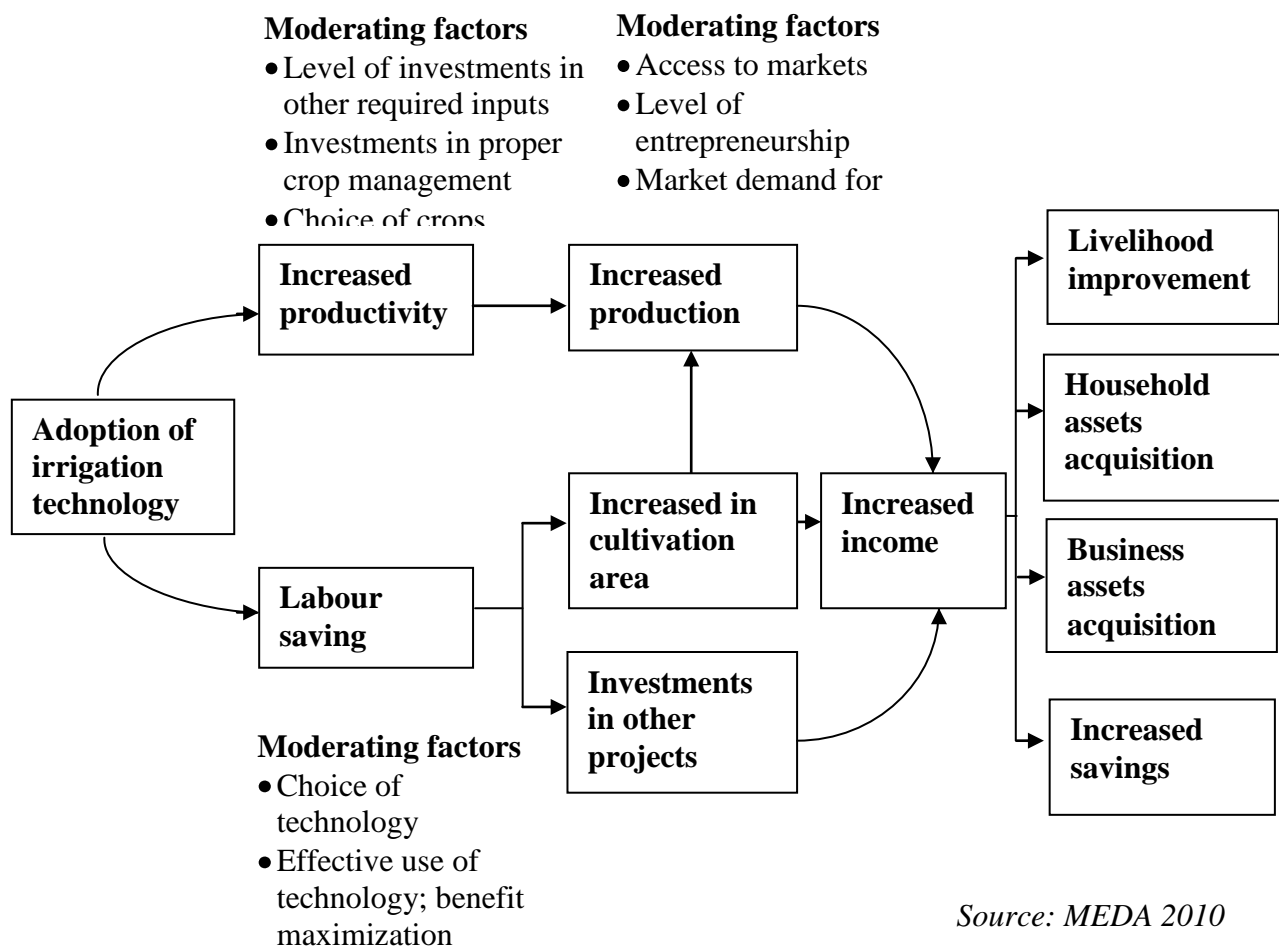 Moderating factors
• Level of investments in
other required inputs
• Investments in proper
crop management
• Choice of crops
Moderating factors
• Access to markets
• Level of
entrepreneurship
• Market demand for
Increased
productivity
Increased
production
Livelihood
improvement
Household
assets
acquisition
Adoption of
irrigation
technology
Increased in
cultivation
area
Increased
income
Business
assets
acquisition
Labour
saving
Investments
in other
projects
Increased
savings
Moderating factors
• Choice of
technology
• Effective use of
technology; benefit
maximization
Source: MEDA 2010